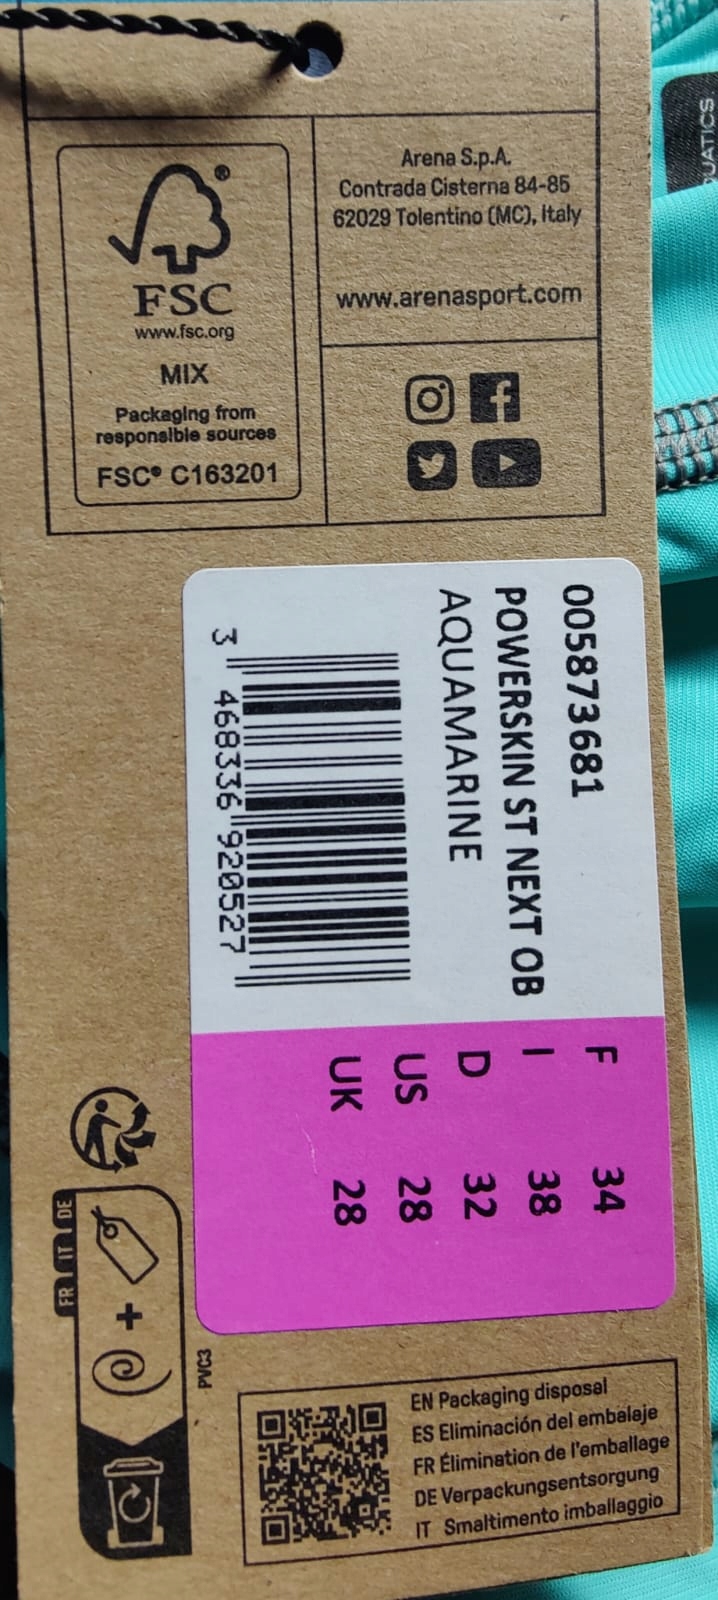 FSC®
www.fsc.org
MIX
Packaging from
responsible sources
FSC® C163201
Arena S.p.A.
Contrada Cisterna 84-85
62029 Tolentino (MC), Italy
www.arenasport.com
005873681
POWERSKIN ST NEXT OB
AQUAMARINE
3 468336 920527
F 34
I 38
D 32
US 28
UK 28
FR IT DE
PVC3
EN Packaging disposal
ES Eliminación del embalaje
FR Élimination de l'emballage
DE Verpackungsentsorgung
IT Smaltimento imballaggio